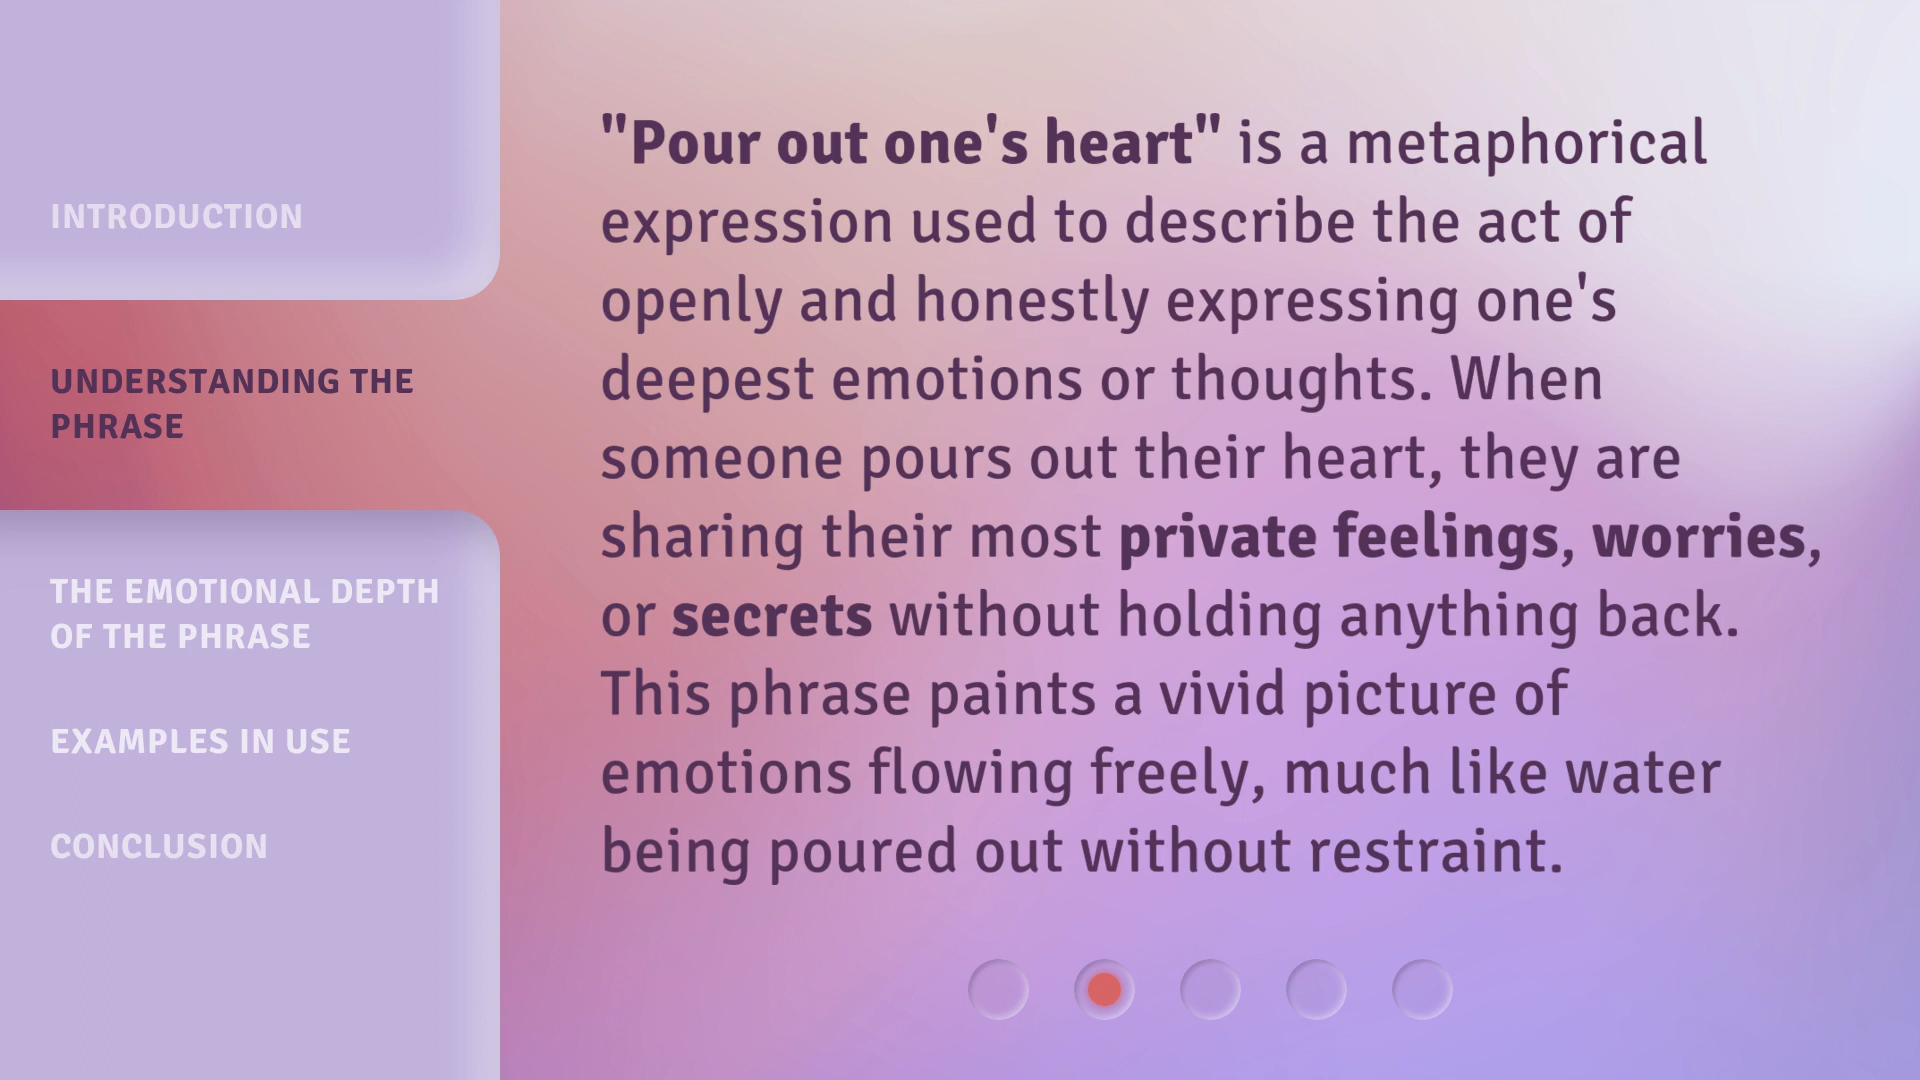 INTRODUCTION
UNDERSTANDING THE
PHRASE
THE EMOTIONAL DEPTH
OF THE PHRASE
EXAMPLES IN USE
CONCLUSION
"Pour out one's heart" is a metaphorical
expression used to describe the act of
openly and honestly expressing one's
deepest emotions or thoughts. When
someone pours out their heart, they are
sharing their most private feelings, worries,
or secrets without holding anything back.
This phrase paints a vivid picture of
emotions flowing freely, much like water
being poured out without restraint.